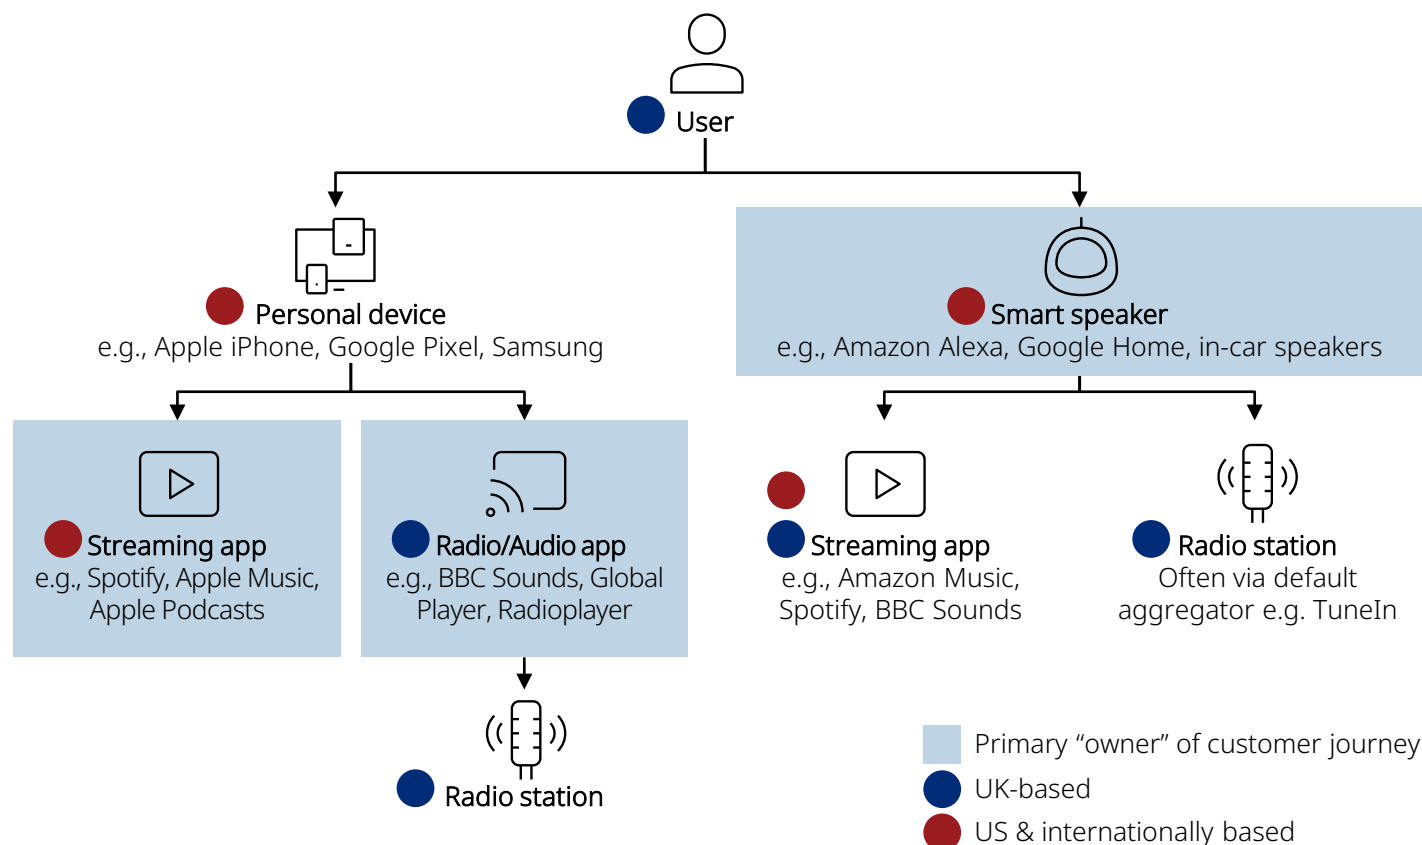 User
Personal device
e.g., Apple iPhone, Google Pixel, Samsung
Smart speaker
e.g., Amazon Alexa, Google Home, in-car speakers
Streaming app
e.g., Spotify, Apple Music,
Apple Podcasts
Radio/Audio app
e.g., BBC Sounds, Global
Player, Radioplayer
Streaming app
e.g., Amazon Music,
Spotify, BBC Sounds
Radio station
Often via default
aggregator e.g. TuneIn
Radio station
Primary “owner” of customer journey
UK-based
US & internationally based